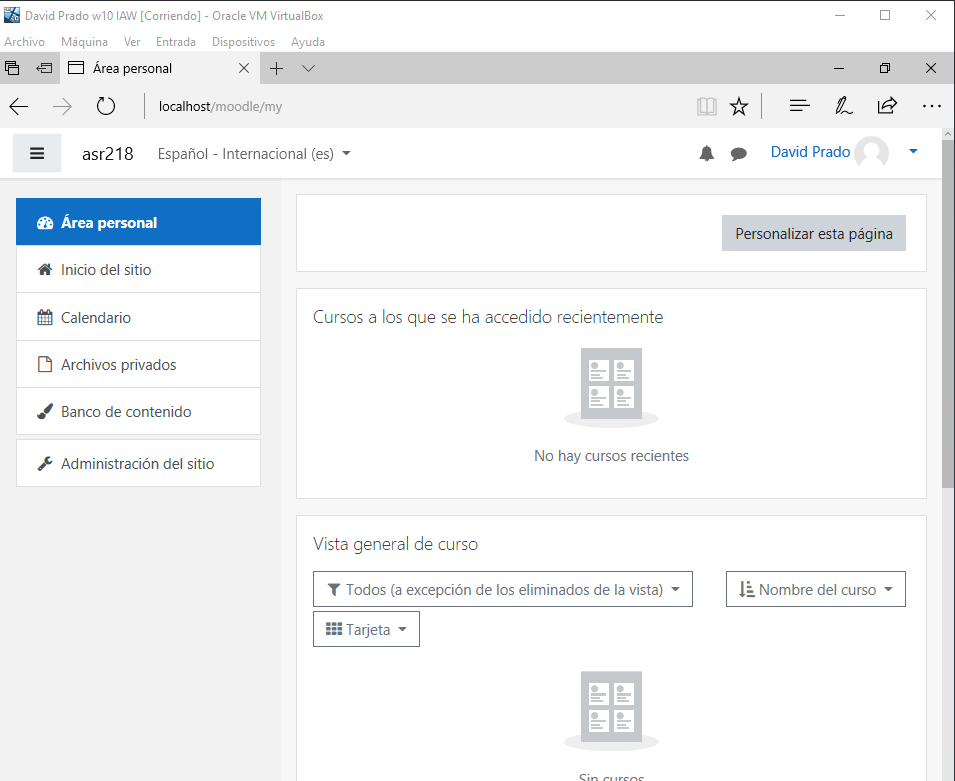 David Prado w10 IAW [Corriendo] - Oracle VM VirtualBox
Archivo Máquina Ver Entrada Dispositivos Ayuda
Área personal
localhost/moodle/my
asr218 Español - Internacional (es) David Prado
Área personal
Inicio del sitio
Calendario
Archivos privados
Banco de contenido
Administración del sitio
Personalizar esta página
Cursos a los que se ha accedido recientemente
No hay cursos recientes
Vista general de curso
Todos (a excepción de los eliminados de la vista) Nombre del curso
Tarjeta
Sin cursos